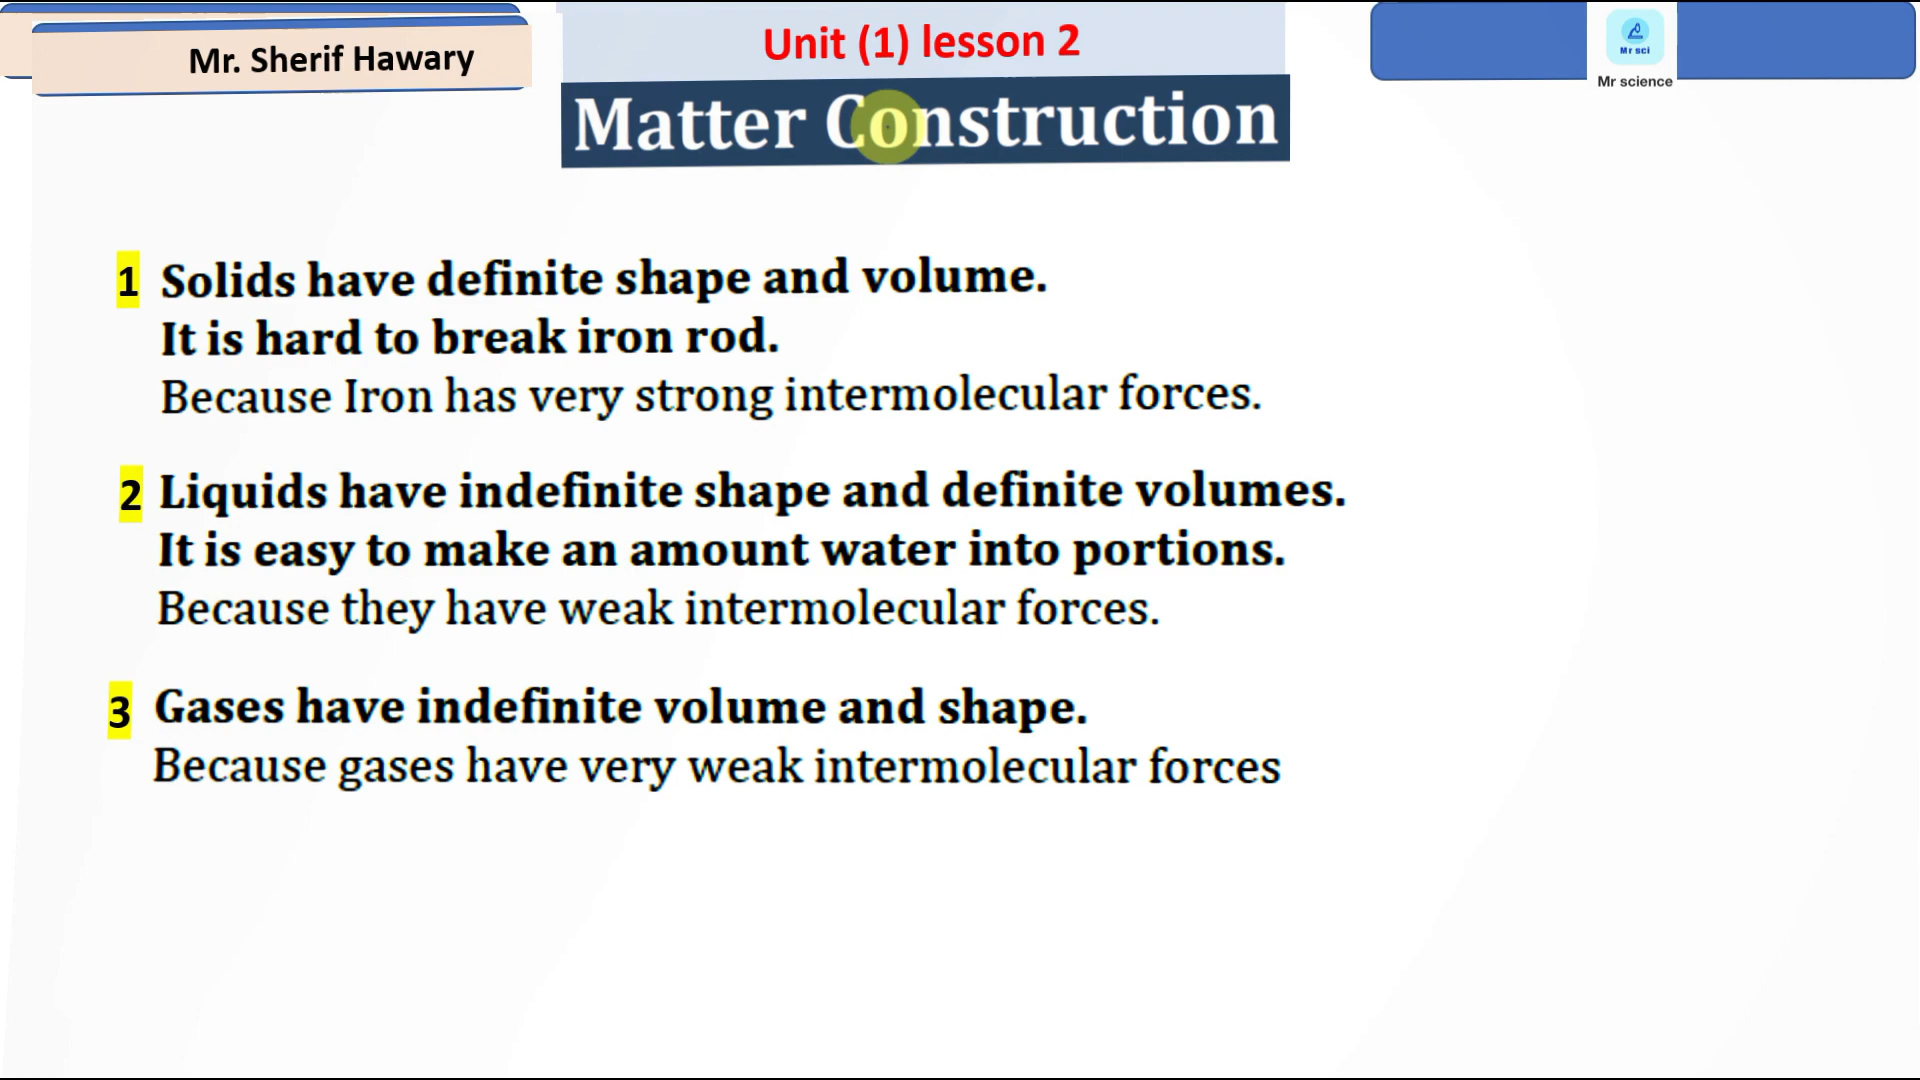 Mr. Sherif Hawary
Unit (1) lesson 2
Mr sci
Mr science
Matter Construction
1 Solids have definite shape and volume.
It is hard to break iron rod.
Because Iron has very strong intermolecular forces.
2 Liquids have indefinite shape and definite volumes.
It is easy to make an amount water into portions.
Because they have weak intermolecular forces.
3 Gases have indefinite volume and shape.
Because gases have very weak intermolecular forces